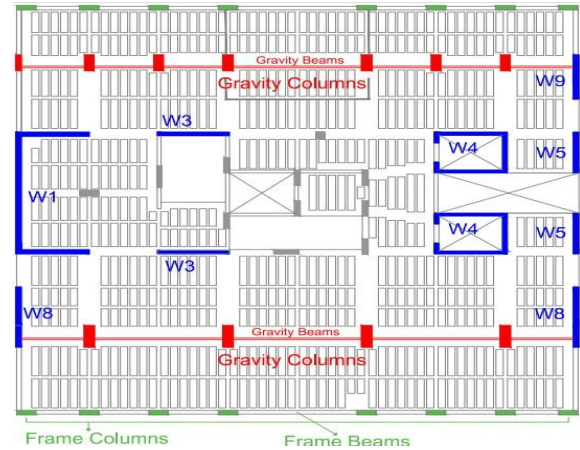 Gravity Beams
Gravity Columns
W9
W3
W4
W5
W1
W4
W5
W3
W8
W8
Gravity Beams
Gravity Columns
Frame Columns
Frame Beams